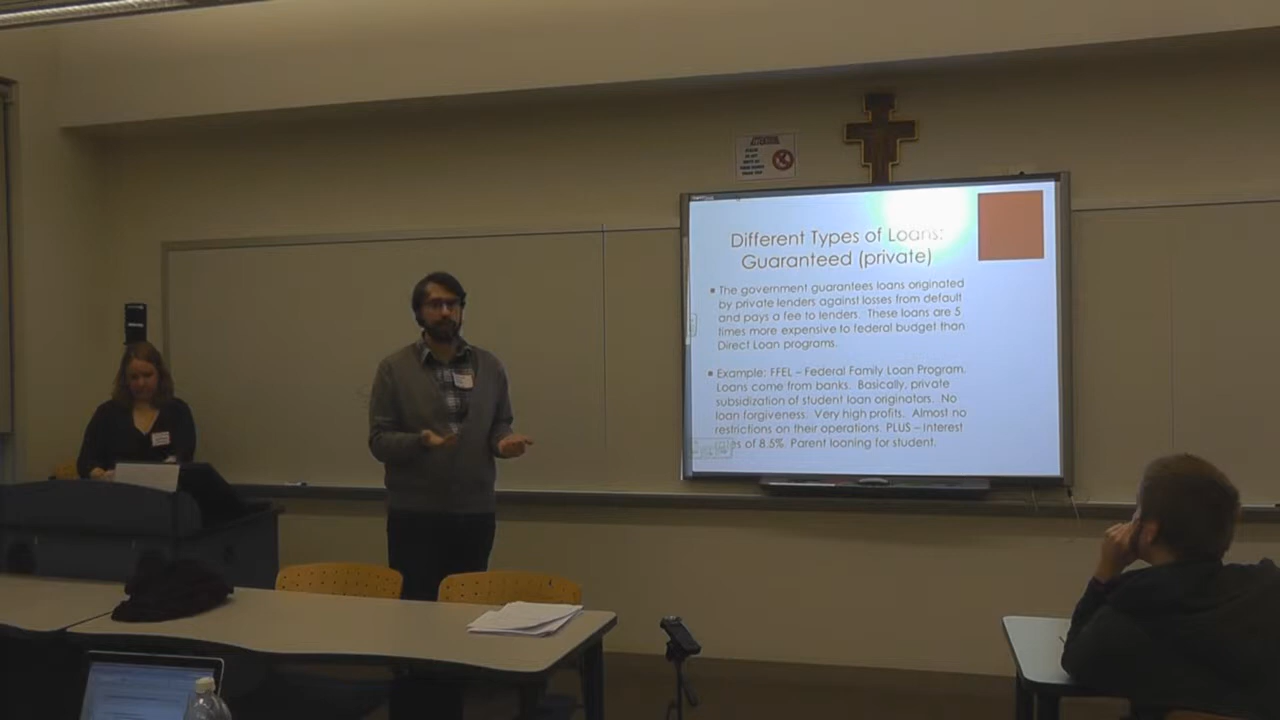 ATTENTION
Different Types of Loans:
Guaranteed (private)
The government guarantees loans originated
by private lenders against losses from default
and pays a fee to lenders. These loans are 5
times more expensive to federal budget than
Direct Loan programs.
Example: FFEL – Federal Family Loan Program.
Loans come from banks. Basically, private
subsidization of student loan originators. No
loan forgiveness. Very high profits. Almost no
restrictions on their operations. PLUS – Interest
rates of 8.5%. Parent loaning for student.